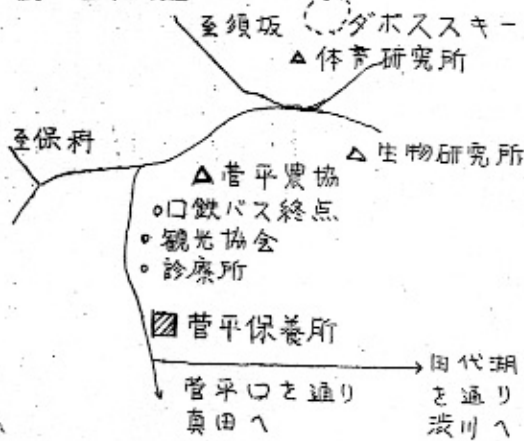 至須坂
ダボススキー
▲体育研究所
至保科
△生物研究所
▲菅平農協
○口鉄バス終点
○観光協会
○診療所
菅平保養所
菅平口を通り
真田へ
田代湖
を通り
渋川へ